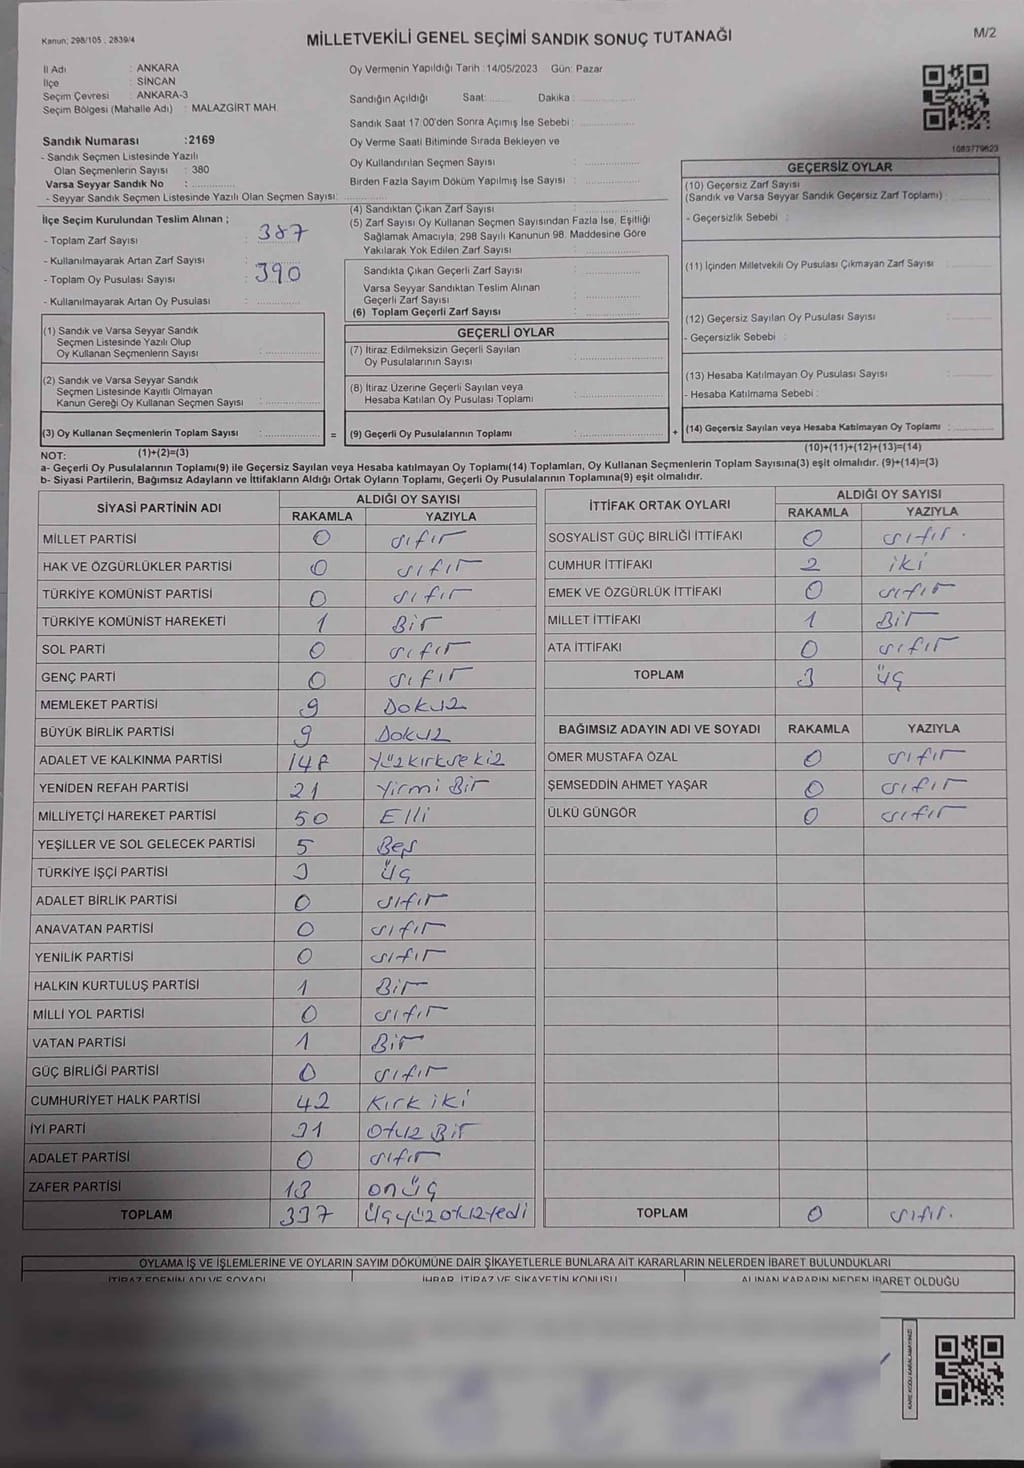 Kanun; 298/105 , 2839/4
MİLLETVEKİLİ GENEL SEÇİMİ SANDIK SONUÇ TUTANAĞI
M/2
İl Adı : ANKARA
İlçe : SİNCAN
Seçim Çevresi : ANKARA-3
Seçim Bölgesi (Mahalle Adı) : MALAZGİRT MAH.
Sandık Numarası :2169
- Sandık Seçmen Listesinde Yazılı
Olan Seçmenlerin Sayısı : 380
Varsa Seyyar Sandık No : ..............
- Seyyar Sandık Seçmen Listesinde Yazılı Olan Seçmen Sayısı: ..............
Oy Vermenin Yapıldığı Tarih :14/05/2023 Gün: Pazar
Sandığın Açıldığı Saat: ....... Dakika : ..............
Sandık Saat 17:00'den Sonra Açımış İse Sebebi : ..............
Oy Verme Saati Bitiminde Sırada Bekleyen ve
Oy Kullandırılan Seçmen Sayısı : ..............
Birden Fazla Sayım Döküm Yapılmış İse Sayısı : ..............
1083779623
İlçe Seçim Kurulundan Teslim Alınan ;
- Toplam Zarf Sayısı : 387
- Kullanılmayarak Artan Zarf Sayısı :
- Toplam Oy Pusulası Sayısı : 390
- Kullanılmayarak Artan Oy Pusulası : ..............
(1) Sandık ve Varsa Seyyar Sandık
Seçmen Listesinde Yazılı Olup
Oy Kullanan Seçmenlerin Sayısı : ..............
(2) Sandık ve Varsa Seyyar Sandık
Seçmen Listesinde Kayıtlı Olmayan
Kanun Gereği Oy Kullanan Seçmen Sayısı : ..............
(3) Oy Kullanan Seçmenlerin Toplam Sayısı : ..............
(1)+(2)=(3)
(4) Sandıktan Çıkan Zarf Sayısı : ..............
(5) Zarf Sayısı Oy Kullanan Seçmen Sayısından Fazla İse, Eşitliği
Sağlamak Amacıyla, 298 Sayılı Kanunun 98. Maddesine Göre
Yakılarak Yok Edilen Zarf Sayısı : ..............
Sandıkta Çıkan Geçerli Zarf Sayısı : ..............
Varsa Seyyar Sandıktan Teslim Alınan
Geçerli Zarf Sayısı : ..............
(6) Toplam Geçerli Zarf Sayısı : ..............
GEÇERLİ OYLAR
(7) İtiraz Edilmeksizin Geçerli Sayılan
Oy Pusulalarının Sayısı : ..............
(8) İtiraz Üzerine Geçerli Sayılan veya
Hesaba Katılan Oy Pusulası Toplamı : ..............
= (9) Geçerli Oy Pusulalarının Toplamı : ..............
GEÇERSİZ OYLAR
(10) Geçersiz Zarf Sayısı
(Sandık ve Varsa Seyyar Sandık Geçersiz Zarf Toplamı) :
- Geçersizlik Sebebi :
(11) İçinden Milletvekili Oy Pusulası Çıkmayan Zarf Sayısı
(12) Geçersiz Sayılan Oy Pusulası Sayısı :
- Geçersizlik Sebebi :
(13) Hesaba Katılmayan Oy Pusulası Sayısı :
- Hesaba Katılmama Sebebi :
+ (14) Geçersiz Sayılan veya Hesaba Katılmayan Oy Toplamı :
(10)+(11)+(12)+(13)=(14)
NOT:
a- Geçerli Oy Pusulalarının Toplamı(9) ile Geçersiz Sayılan veya Hesaba katılmayan Oy Toplamı(14) Toplamları, Oy Kullanan Seçmenlerin Toplam Sayısına(3) eşit olmalıdır. (9)+(14)=(3)
b- Siyasi Partilerin, Bağımsız Adayların ve İttifakların Aldığı Ortak Oyların Toplamı, Geçerli Oy Pusulalarının Toplamına(9) eşit olmalıdır.
SİYASİ PARTİNİN ADI ALDIĞI OY SAYISI
RAKAMLA YAZIYLA
MİLLET PARTİSİ 0 sıfır
HAK VE ÖZGÜRLÜKLER PARTİSİ 0 sıfır
TÜRKİYE KOMÜNİST PARTİSİ 0 sıfır
TÜRKİYE KOMÜNİST HAREKETİ 1 Bir
SOL PARTİ 0 sıfır
GENÇ PARTİ 0 sıfır
MEMLEKET PARTİSİ 9 Dokuz
BÜYÜK BİRLİK PARTİSİ 9 Dokuz
ADALET VE KALKINMA PARTİSİ 148 Yüzkırksekiz
YENİDEN REFAH PARTİSİ 21 Yirmi Bir
MİLLİYETÇİ HAREKET PARTİSİ 50 Elli
YEŞİLLER VE SOL GELECEK PARTİSİ 5 Beş
TÜRKİYE İŞÇİ PARTİSİ 3 üç
ADALET BİRLİK PARTİSİ 0 sıfır
ANAVATAN PARTİSİ 0 sıfır
YENİLİK PARTİSİ 0 sıfır
HALKIN KURTULUŞ PARTİSİ 1 Bir
MİLLİ YOL PARTİSİ 0 sıfır
VATAN PARTİSİ 1 Bir
GÜÇ BİRLİĞİ PARTİSİ 0 sıfır
CUMHURİYET HALK PARTİSİ 42 Kırk iki
İYİ PARTİ 31 Otuz Bir
ADALET PARTİSİ 0 sıfır
ZAFER PARTİSİ 13 onüç
TOPLAM 337 üçyüzotuzyedi
İTTİFAK ORTAK OYLARI ALDIĞI OY SAYISI
RAKAMLA YAZIYLA
SOSYALİST GÜÇ BİRLİĞİ İTTİFAKI 0 sıfır.
CUMHUR İTTİFAKI 2 iki
EMEK VE ÖZGÜRLÜK İTTİFAKI 0 sıfır
MİLLET İTTİFAKI 1 Bir
ATA İTTİFAKI 0 sıfır
TOPLAM 3 üç
BAĞIMSIZ ADAYIN ADI VE SOYADI RAKAMLA YAZIYLA
ÖMER MUSTAFA ÖZAL 0 sıfır
ŞEMSEDDİN AHMET YAŞAR 0 sıfır
ÜLKÜ GÜNGÖR 0 sıfır
TOPLAM 0 sıfır.
OYLAMA İŞ VE İŞLEMLERİNE VE OYLARIN SAYIM DÖKÜMÜNE DAİR ŞİKAYETLERLE BUNLARA AİT KARARLARIN NELERDEN İBARET BULUNDUKLARI
İTİRAZ EDENİN ADI VE SOYADI İHBAR, İTİRAZ VE ŞİKAYETİN KONUSU ALINAN KARARIN NEDEN İBARET OLDUĞU